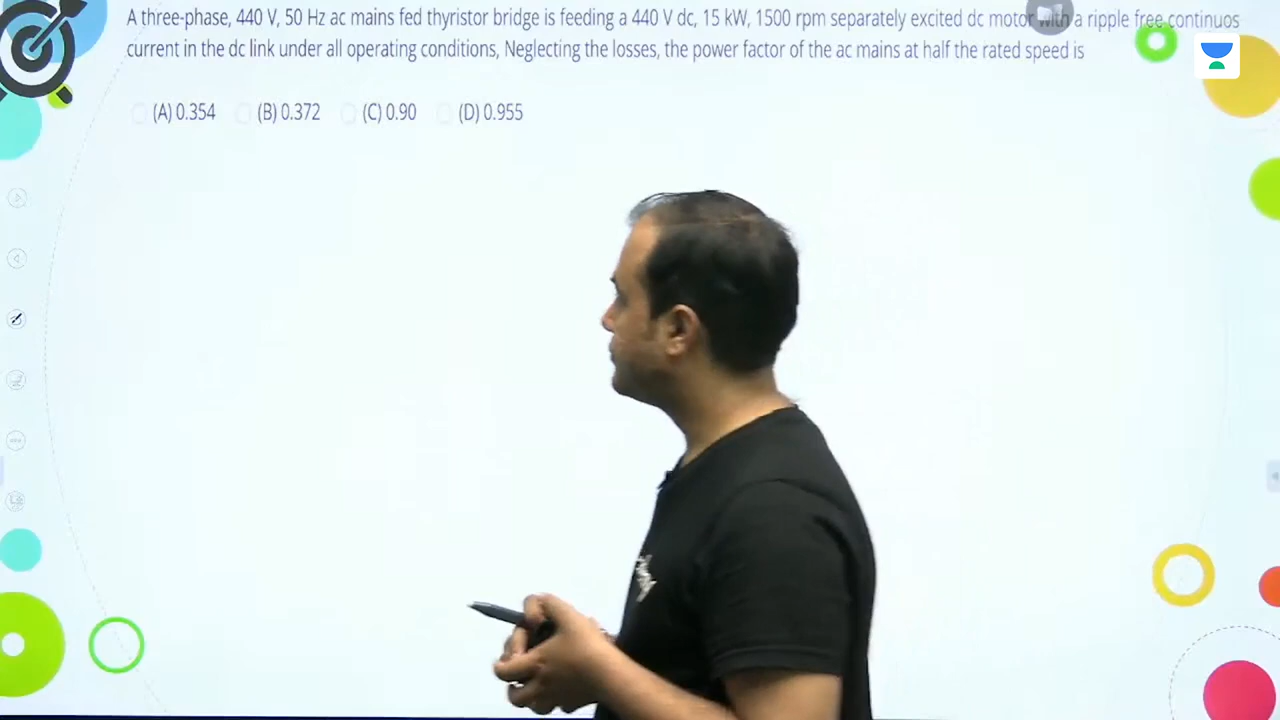 A three-phase, 440 V, 50 Hz ac mains fed thyristor bridge is feeding a 440 V dc, 15 kW, 1500 rpm separately excited dc motor with a ripple free continuos
current in the dc link under all operating conditions, Neglecting the losses, the power factor of the ac mains at half the rated speed is
(A) 0.354 (B) 0.372 (C) 0.90 (D) 0.955